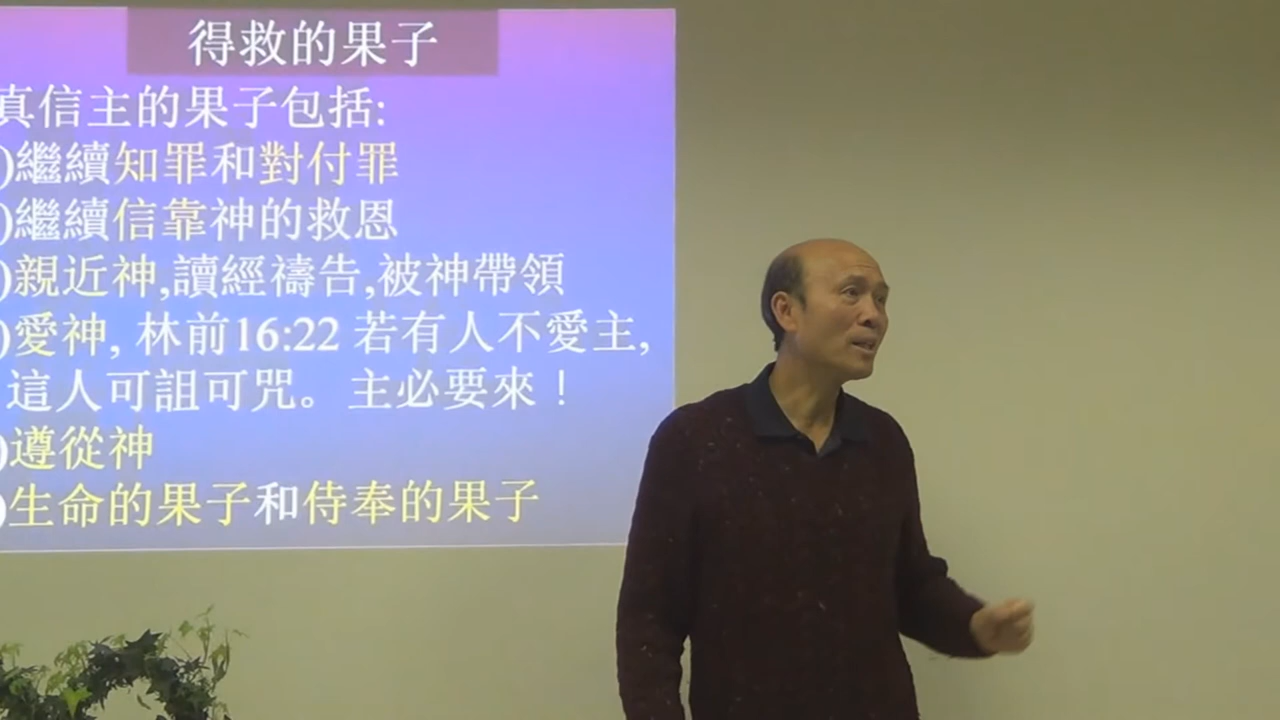 得救的果子
真信主的果子包括:
)繼續知罪和對付罪
)繼續信靠神的救恩
)親近神,讀經禱告,被神帶領
)愛神, 林前16:22 若有人不愛主,
這人可詛可咒。 主必要來！
)遵從神
)生命的果子和侍奉的果子